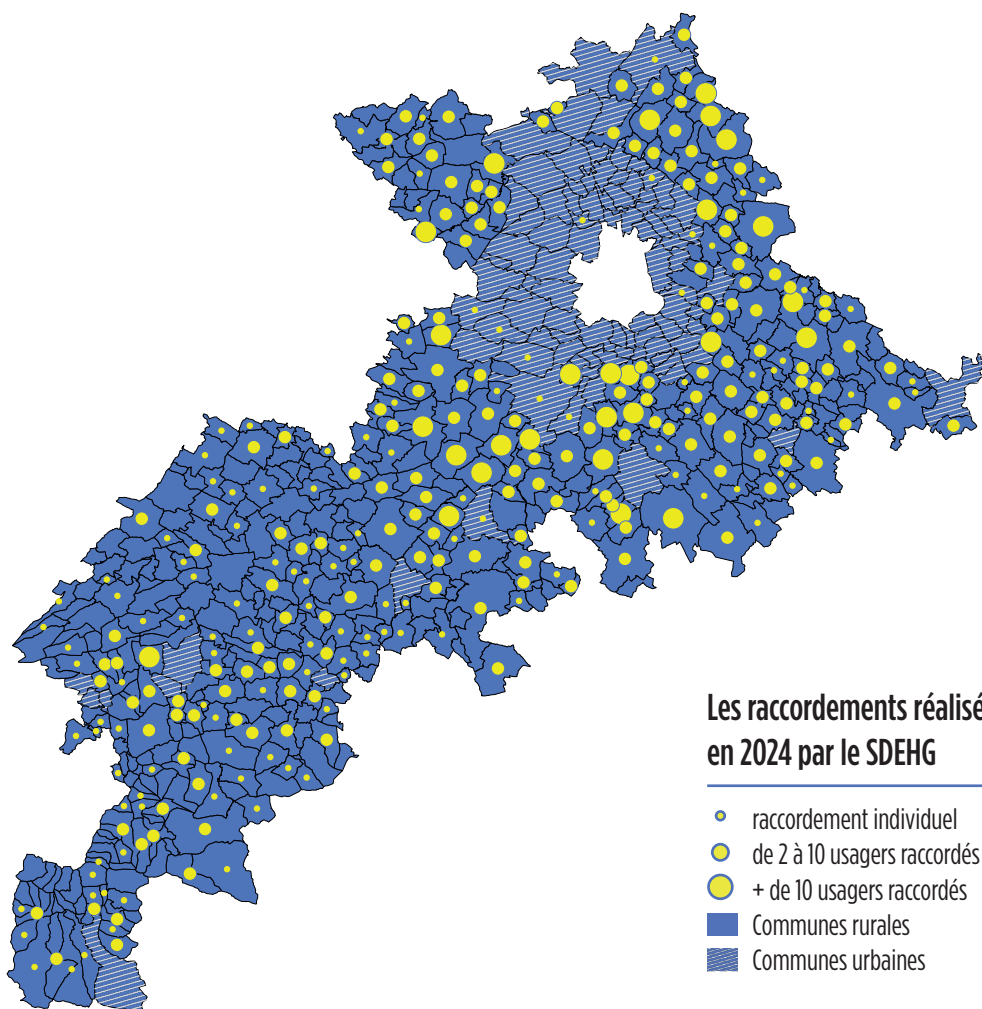 Les raccordements réalisé
en 2024 par le SDEHG
raccordement individuel
de 2 à 10 usagers raccordés
+ de 10 usagers raccordés
Communes rurales
Communes urbaines